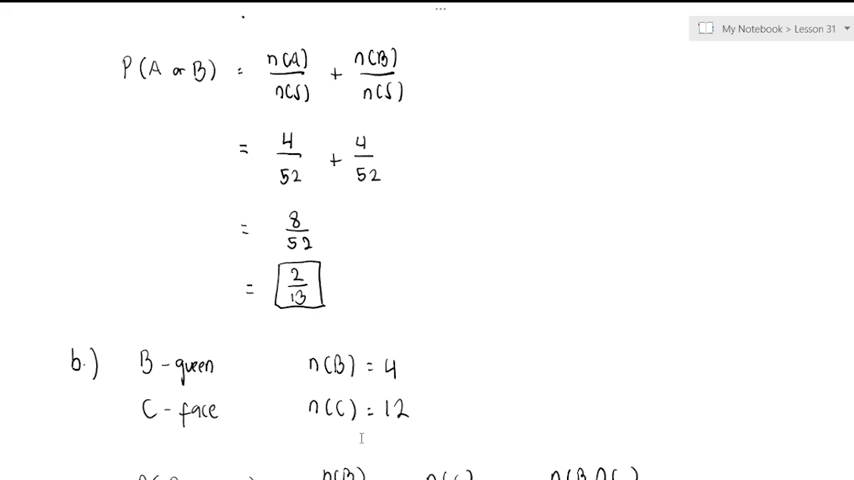 ...
My Notebook > Lesson 31
P(A or B) = n(A)/n(S) + n(B)/n(S)
= 4/52 + 4/52
= 8/52
= 2/13
b.) B - queen n(B) = 4
C - face n(C) = 12
n(B) n(C) n(B∩C)